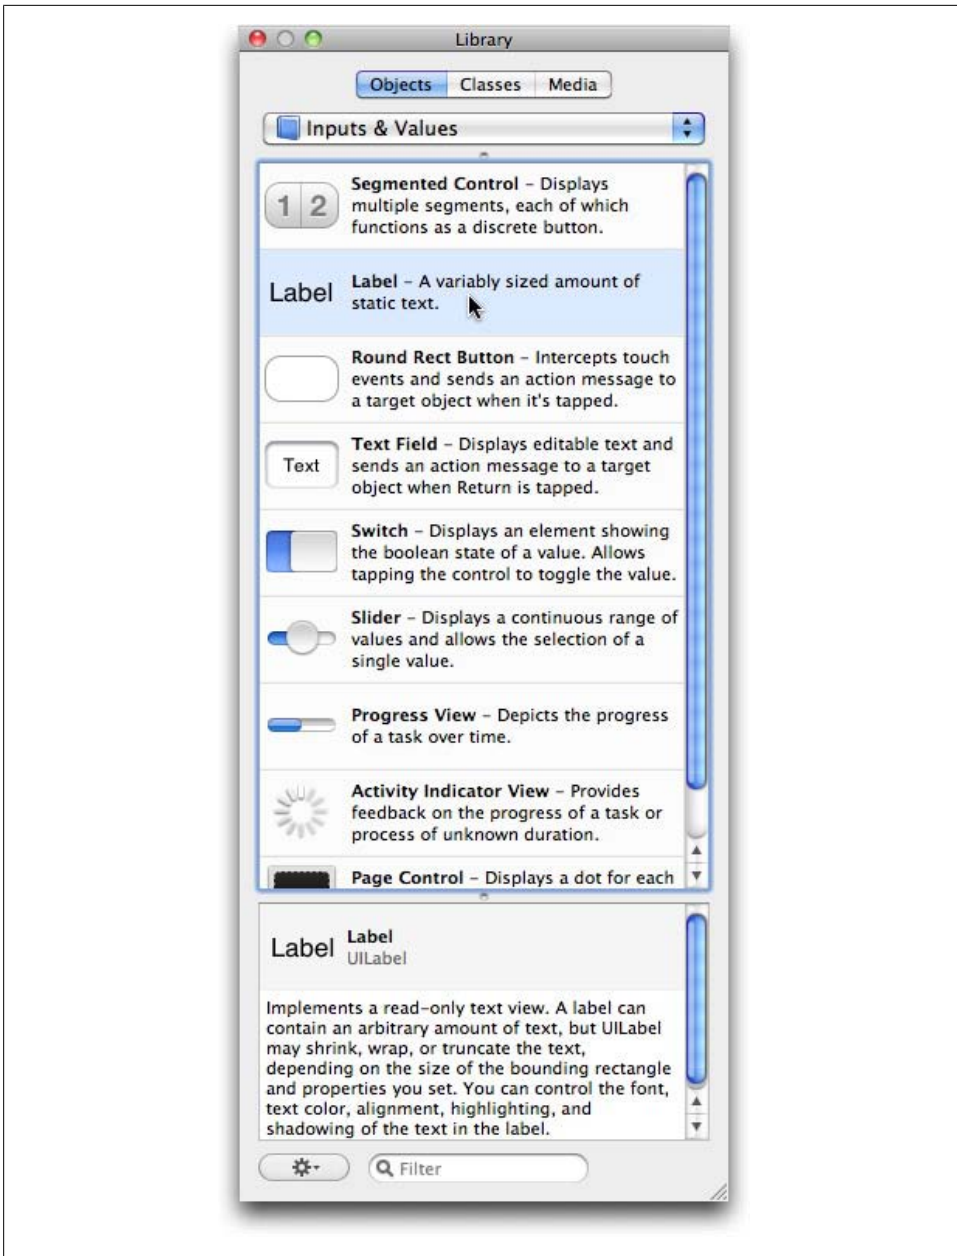 Library
Objects Classes Media
Inputs & Values
1 2
Segmented Control – Displays
multiple segments, each of which
functions as a discrete button.
Label
Label – A variably sized amount of
static text.
Round Rect Button – Intercepts touch
events and sends an action message to
a target object when it's tapped.
Text
Text Field – Displays editable text and
sends an action message to a target
object when Return is tapped.
Switch – Displays an element showing
the boolean state of a value. Allows
tapping the control to toggle the value.
Slider – Displays a continuous range of
values and allows the selection of a
single value.
Progress View – Depicts the progress
of a task over time.
Activity Indicator View – Provides
feedback on the progress of a task or
process of unknown duration.
Page Control – Displays a dot for each
Label
Label
UILabel
Implements a read-only text view. A label can
contain an arbitrary amount of text, but UILabel
may shrink, wrap, or truncate the text,
depending on the size of the bounding rectangle
and properties you set. You can control the font,
text color, alignment, highlighting, and
shadowing of the text in the label.
Filter